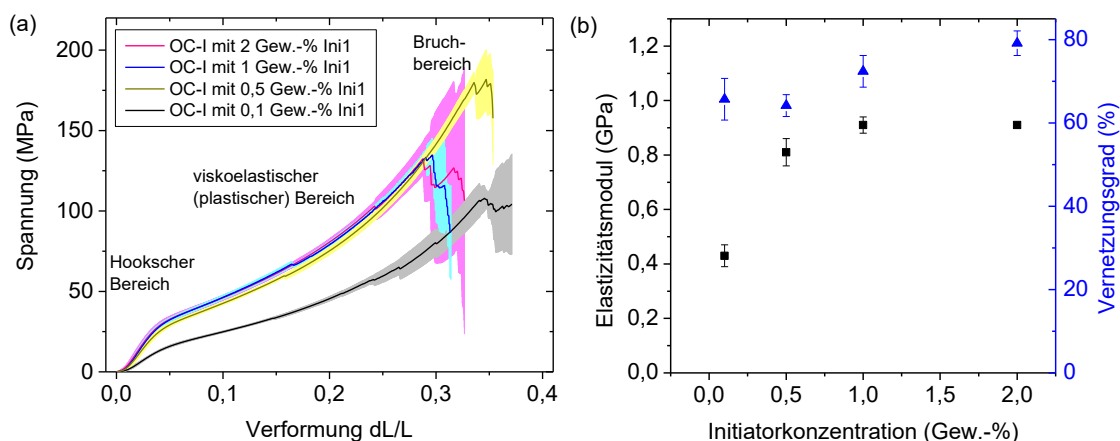 (a)
200
150
100
50
0
Spannung (MPa)
OC-I mit 2 Gew.-% Ini1
OC-I mit 1 Gew.-% Ini1
OC-I mit 0,5 Gew.-% Ini1
OC-I mit 0,1 Gew.-% Ini1
Bruch-
bereich
viskoelastischer
(plastischer) Bereich
Hookscher
Bereich
0,0 0,1 0,2 0,3 0,4
Verformung dL/L
(b)
1,2
1,0
0,8
0,6
0,4
0,2
0,0
Elastizitätsmodul (GPa)
80
60
40
20
0
Vernetzungsgrad (%)
0,0 0,5 1,0 1,5 2,0
Initiatorkonzentration (Gew.-%)